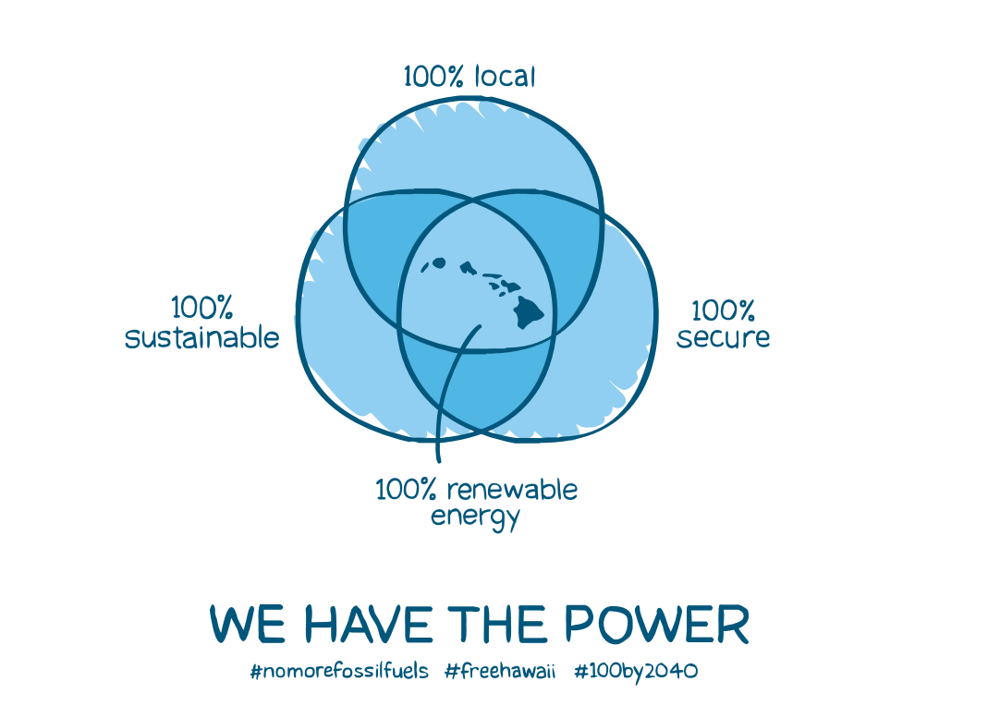 100% local
100%
sustainable
100%
secure
100% renewable
energy
WE HAVE THE POWER
#nomorefossilfuels #freehawaii #100by2040